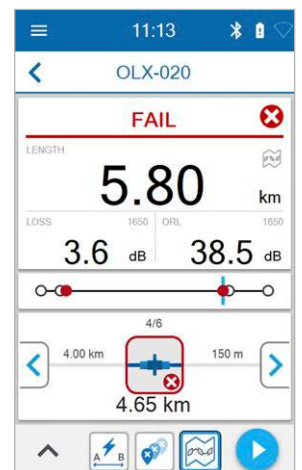 11:13
OLX-020
FAIL
LENGTH
5.80 km
LOSS 1650 ORL 1650
3.6 dB 38.5 dB
4/6
4.00 km 150 m
4.65 km
A B